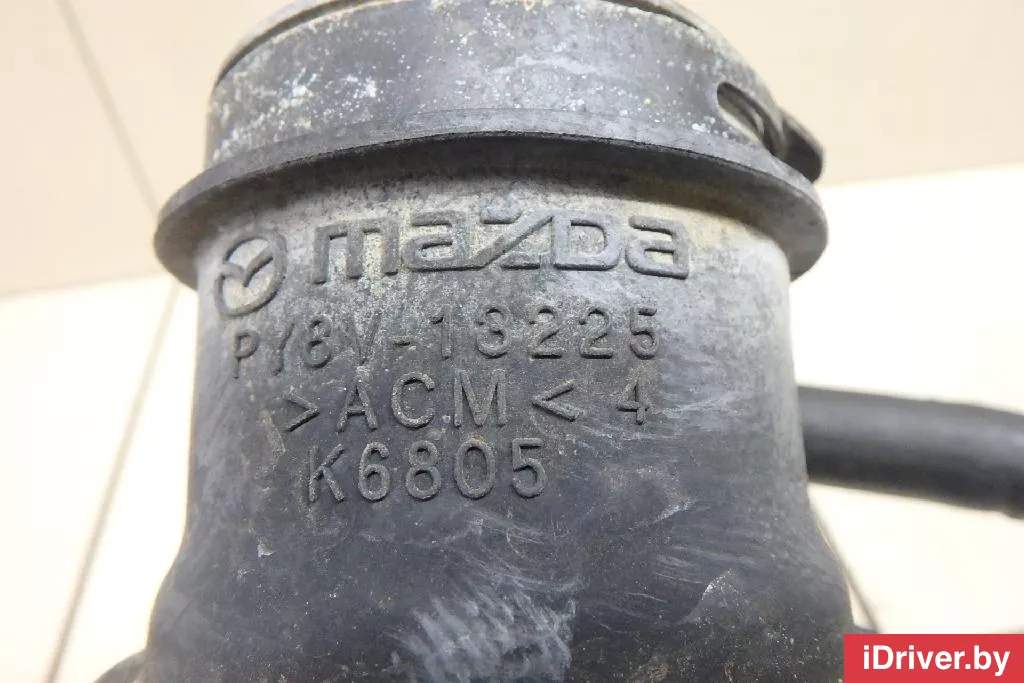 mazda
PY8V-13225
>ACM< 4
K6805
iDriver.by